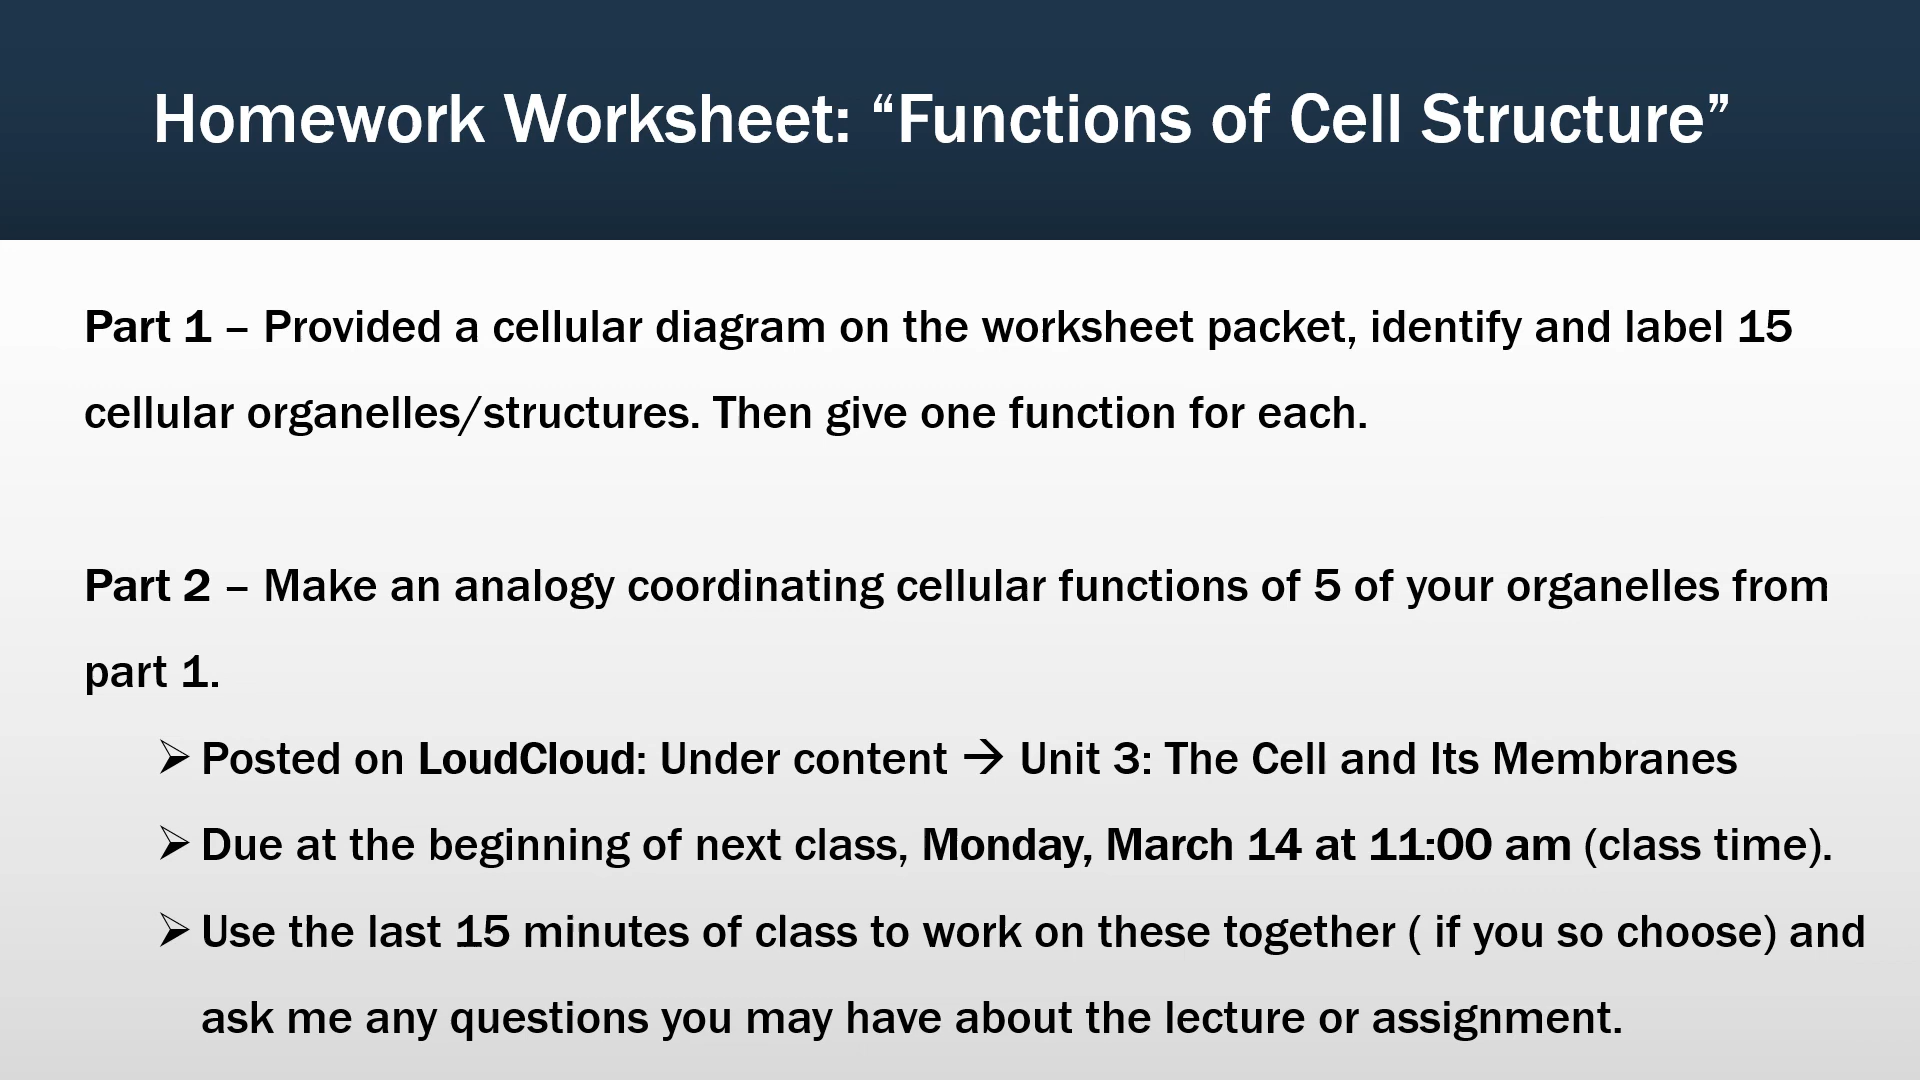 Homework Worksheet: “Functions of Cell Structure”
Part 1 – Provided a cellular diagram on the worksheet packet, identify and label 15
cellular organelles/structures. Then give one function for each.
Part 2 – Make an analogy coordinating cellular functions of 5 of your organelles from
part 1.
➢ Posted on LoudCloud: Under content → Unit 3: The Cell and Its Membranes
➢ Due at the beginning of next class, Monday, March 14 at 11:00 am (class time).
➢ Use the last 15 minutes of class to work on these together ( if you so choose) and
ask me any questions you may have about the lecture or assignment.